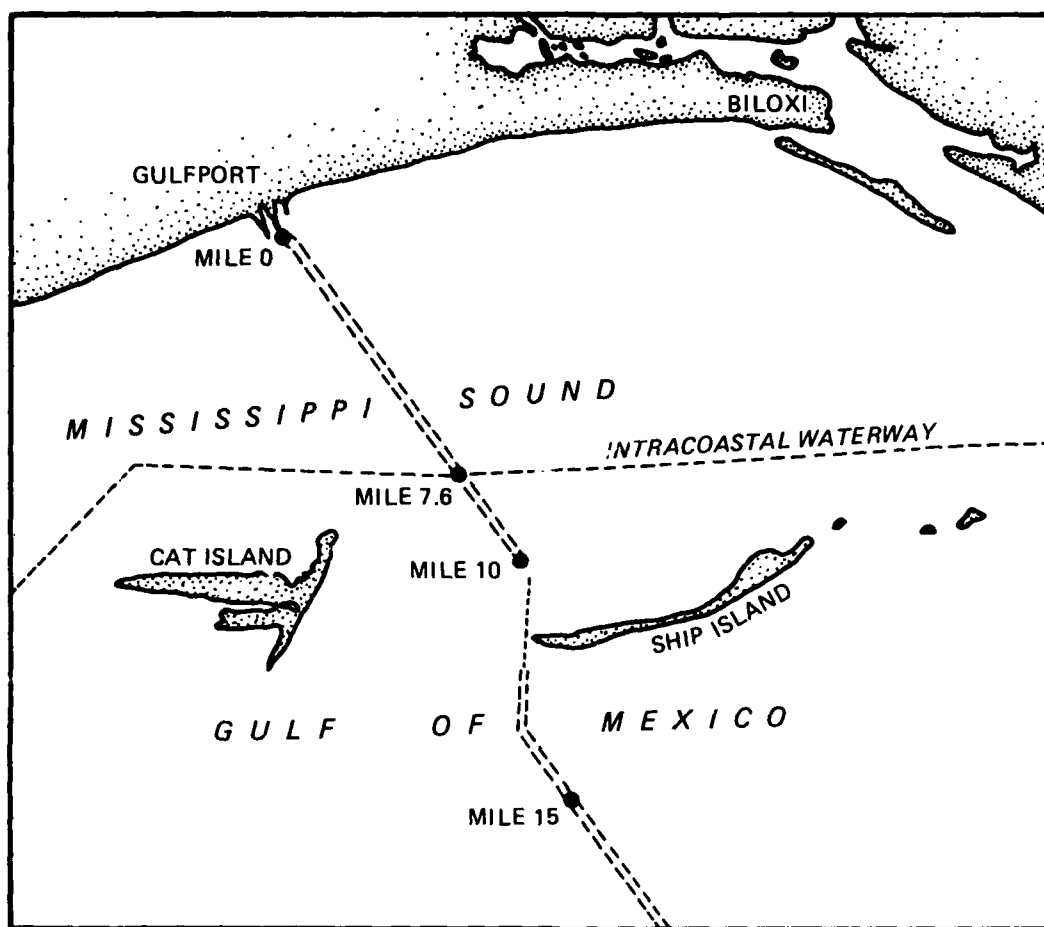 BILOXI
GULFPORT
MILE 0
MISSISSIPPI SOUND
INTRACOASTAL WATERWAY
MILE 7.6
CAT ISLAND
MILE 10
SHIP ISLAND
GULF OF MEXICO
MILE 15